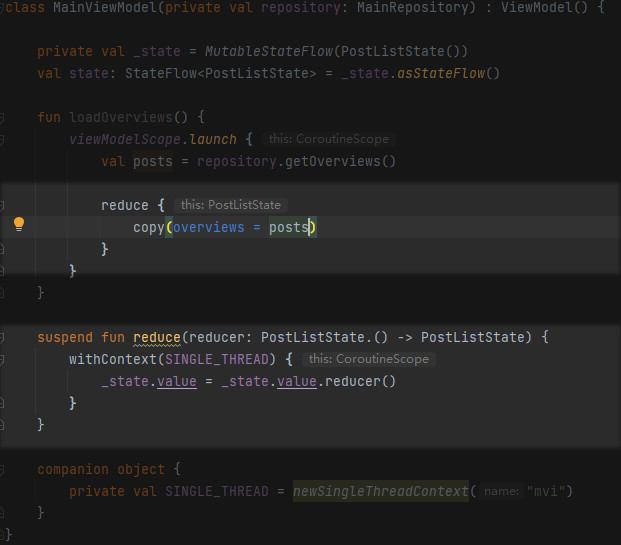 class MainViewModel(private val repository: MainRepository) : ViewModel() {
private val _state = MutableStateFlow(PostListState())
val state: StateFlow<PostListState> = _state.asStateFlow()
fun loadOverviews() {
viewModelScope.launch { this: CoroutineScope
val posts = repository.getOverviews()
reduce { this: PostListState
copy(overviews = posts)
}
}
}
suspend fun reduce(reducer: PostListState.() -> PostListState) {
withContext(SINGLE_THREAD) { this: CoroutineScope
_state.value = _state.value.reducer()
}
}
companion object {
private val SINGLE_THREAD = newSingleThreadContext( name: "mvi")
}
}